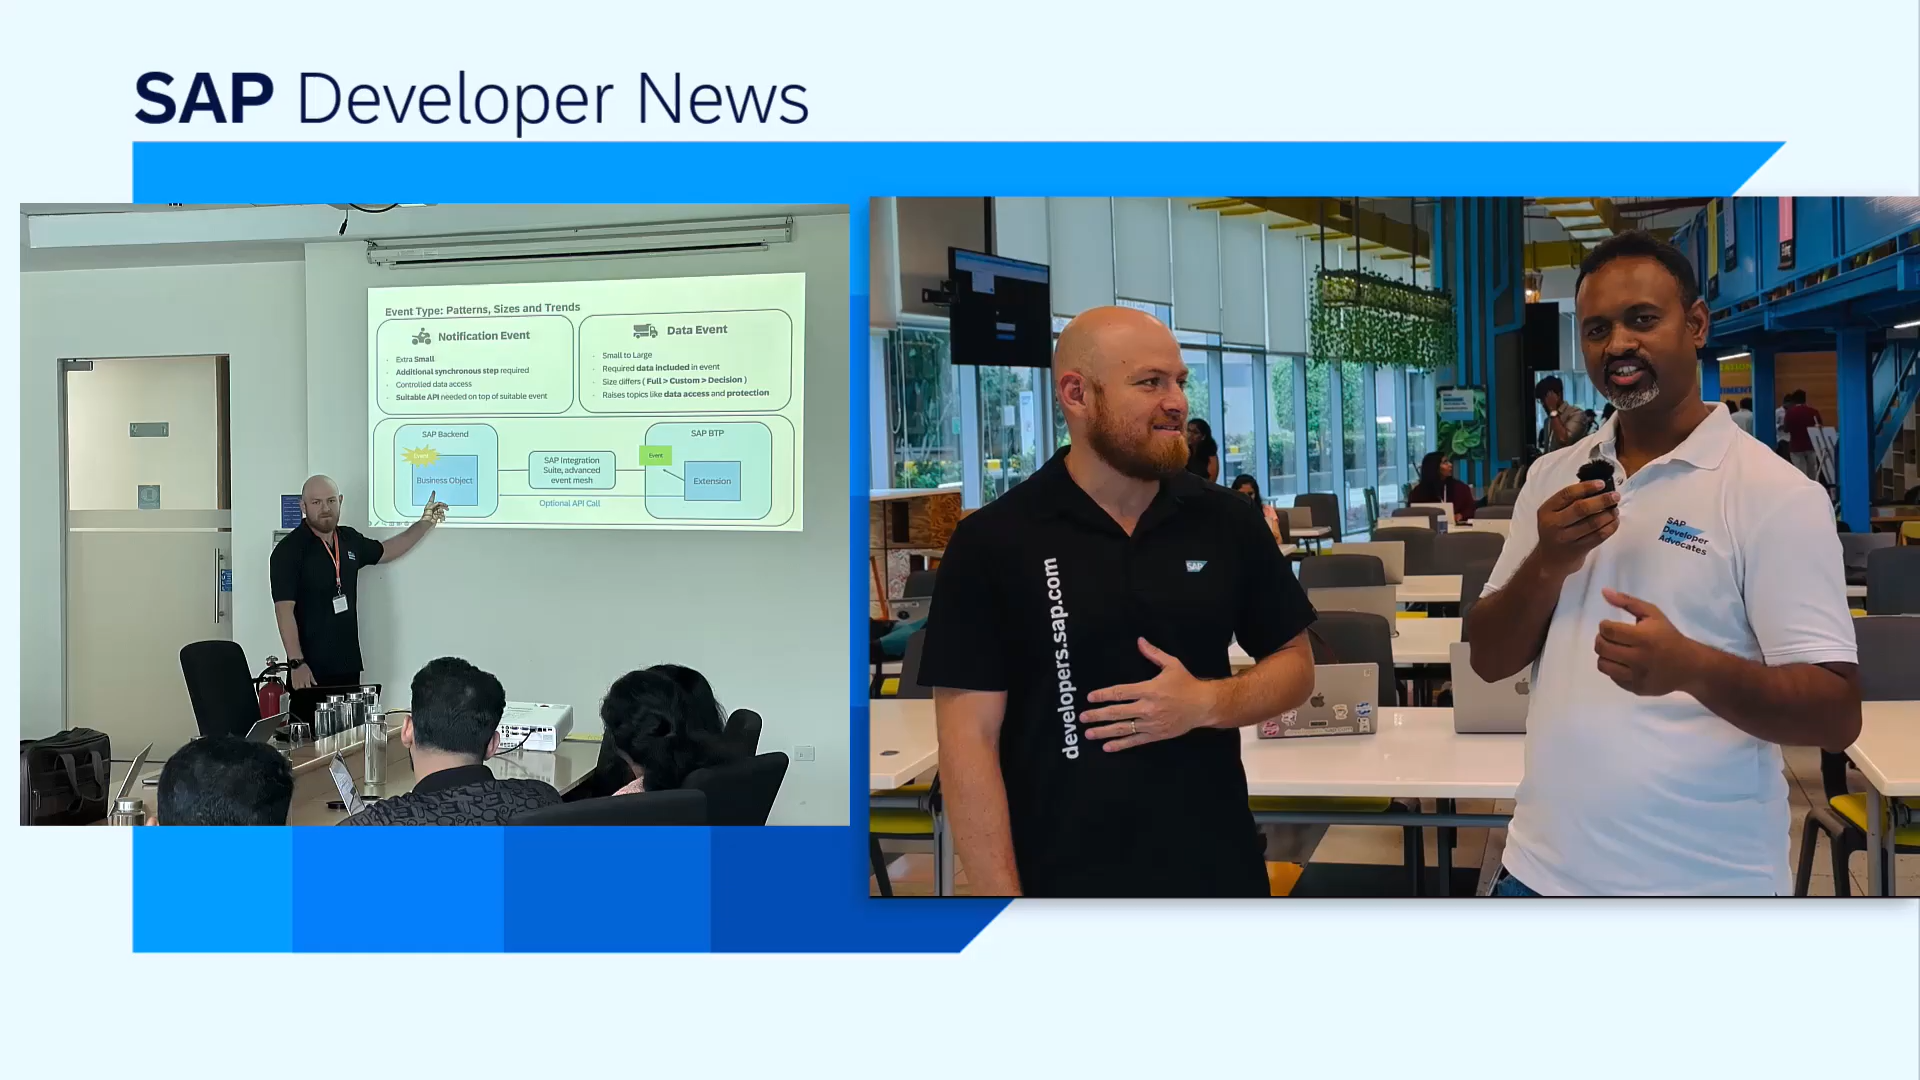 SAP Developer News
Event Type: Patterns, Sizes and Trends
Notification Event
· Extra Small
· Additional synchronous step required
· Controlled data access
· Suitable API needed on top of suitable event
Data Event
· Small to Large
· Required data included in event
· Size differs ( Full > Custom > Decision )
· Raises topics like data access and protection
SAP Backend
Event
Business Object
SAP Integration
Suite, advanced
event mesh
Optional API Call
SAP BTP
Event
Extension
developers.sap.com
SAP
SAP
Developer
Advocates